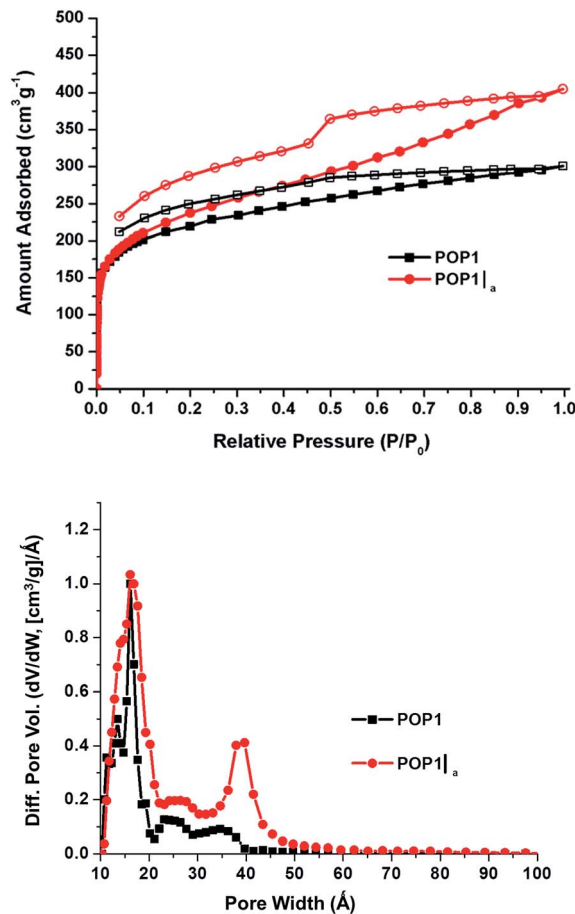 500
450
400
350
300
250
200
150
100
50
0
Amount Adsorbed (cm³g⁻¹)
POP1
POP1|ₐ
0.0 0.1 0.2 0.3 0.4 0.5 0.6 0.7 0.8 0.9 1.0
Relative Pressure (P/P₀)
1.2
1.0
0.8
0.6
0.4
0.2
0.0
Diff. Pore Vol. (dV/dW, [cm³/g]/Ǻ)
POP1
POP1|ₐ
10 20 30 40 50 60 70 80 90 100
Pore Width (Ǻ)